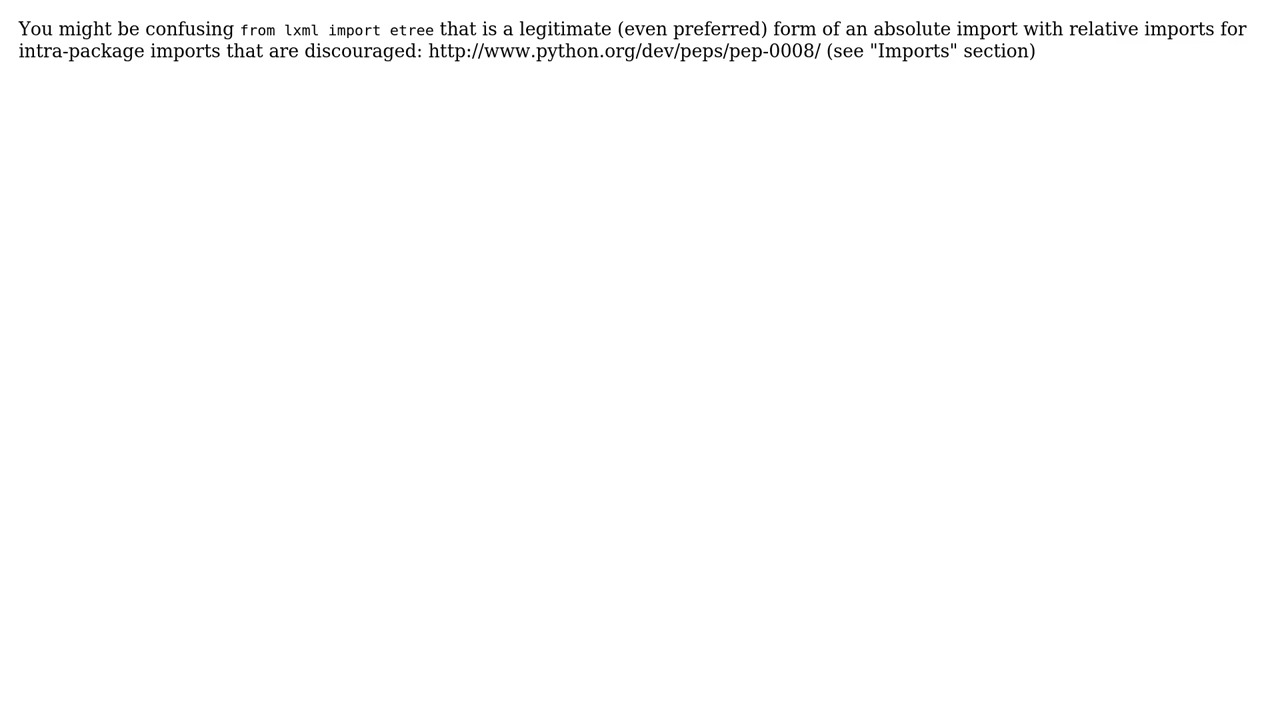 You might be confusing from lxml import etree that is a legitimate (even preferred) form of an absolute import with relative imports for
intra-package imports that are discouraged: http://www.python.org/dev/peps/pep-0008/ (see "Imports" section)